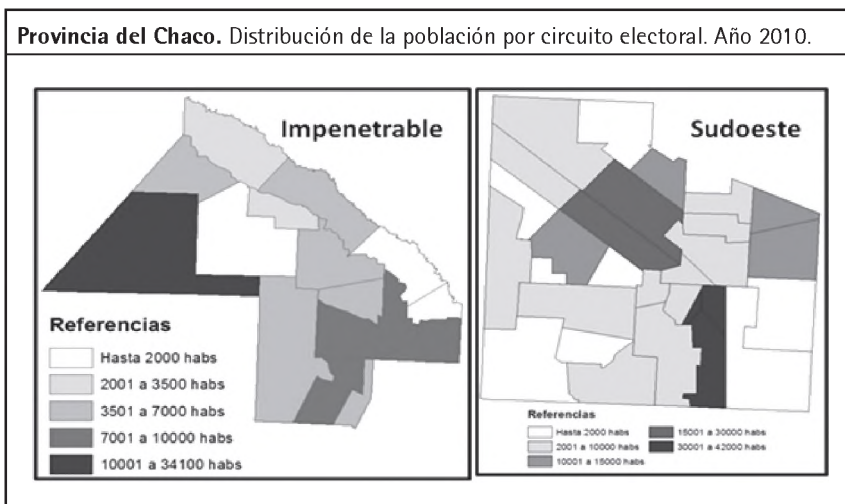 Provincia del Chaco. Distribución de la población por circuito electoral. Año 2010.
Impenetrable
Referencias
Hasta 2000 habs
2001 a 3500 habs
3501 a 7000 habs
7001 a 10000 habs
10001 a 34100 habs
Sudoeste
Referencias
Hasta 2000 habs
2001 a 10000 habs
10001 a 15000 habs
15001 a 30000 habs
30001 a 42000 habs